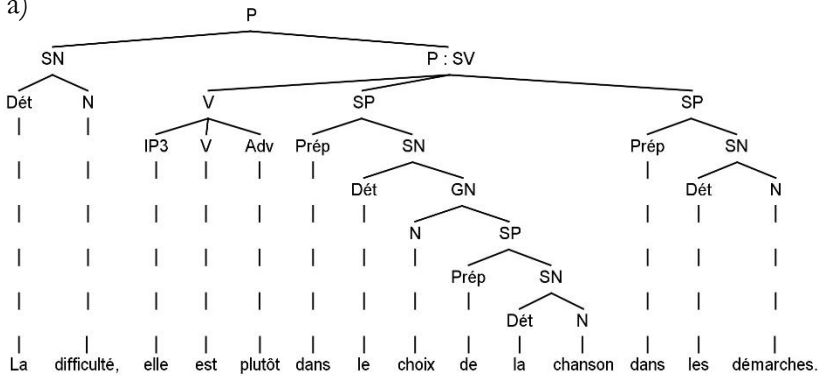 a)
P
SN P : SV
Dét N V SP SP
IP3 V Adv Prép SN Prép SN
Dét GN Dét N
N SP
Prép SN
Dét N
La difficulté, elle est plutôt dans le choix de la chanson dans les démarches.